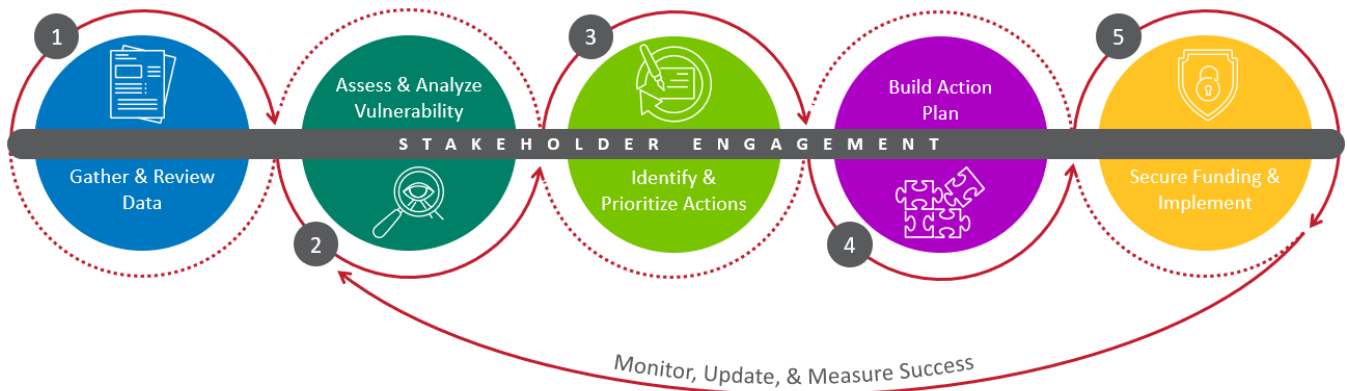 1
Gather & Review
Data
2
Assess & Analyze
Vulnerability
3
Identify &
Prioritize Actions
4
Build Action
Plan
5
Secure Funding &
Implement
STAKEHOLDER ENGAGEMENT
Monitor, Update, & Measure Success